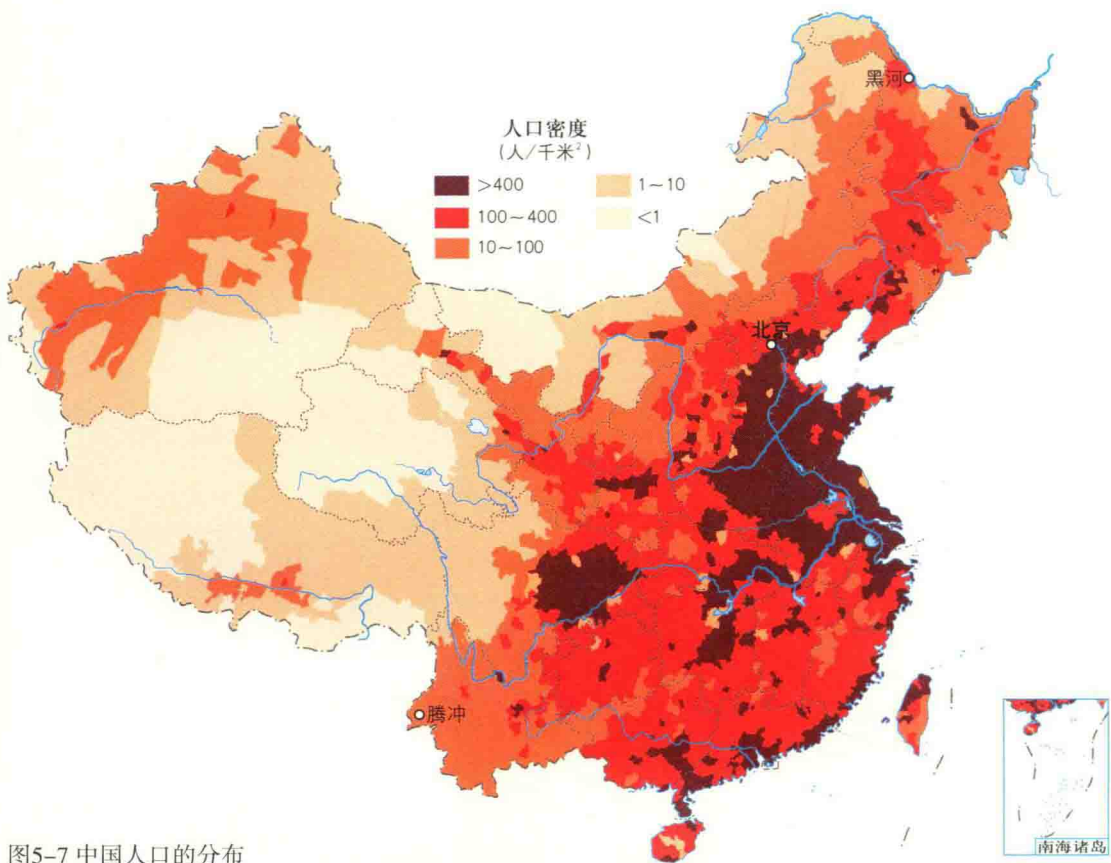 黑河
人口密度
(人/千米²)
>400
1~10
100~400
<1
10~100
北京
腾冲
南海诸岛
图5-7 中国人口的分布